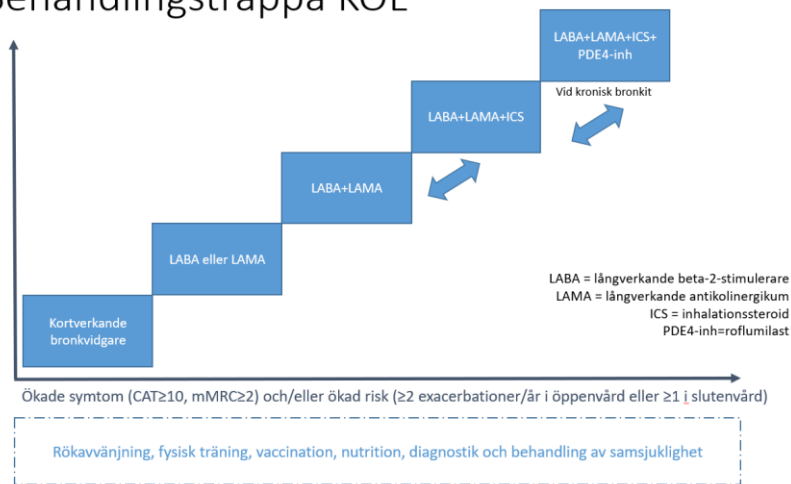 Behandlingstrappa KOL
LABA+LAMA+ICS+
PDE4-inh
Vid kronisk bronkit
LABA+LAMA+ICS
LABA+LAMA
LABA eller LAMA
Kortverkande
bronkvidgare
LABA = långverkande beta-2-stimulerare
LAMA = långverkande antikolinergikum
ICS = inhalationssteroid
PDE4-inh=roflumilast
Ökade symtom (CAT≥10, mMRC≥2) och/eller ökad risk (≥2 exacerbationer/år i öppenvård eller ≥1 i slutenvård)
Rökavvänjning, fysisk träning, vaccination, nutrition, diagnostik och behandling av samsjuklighet